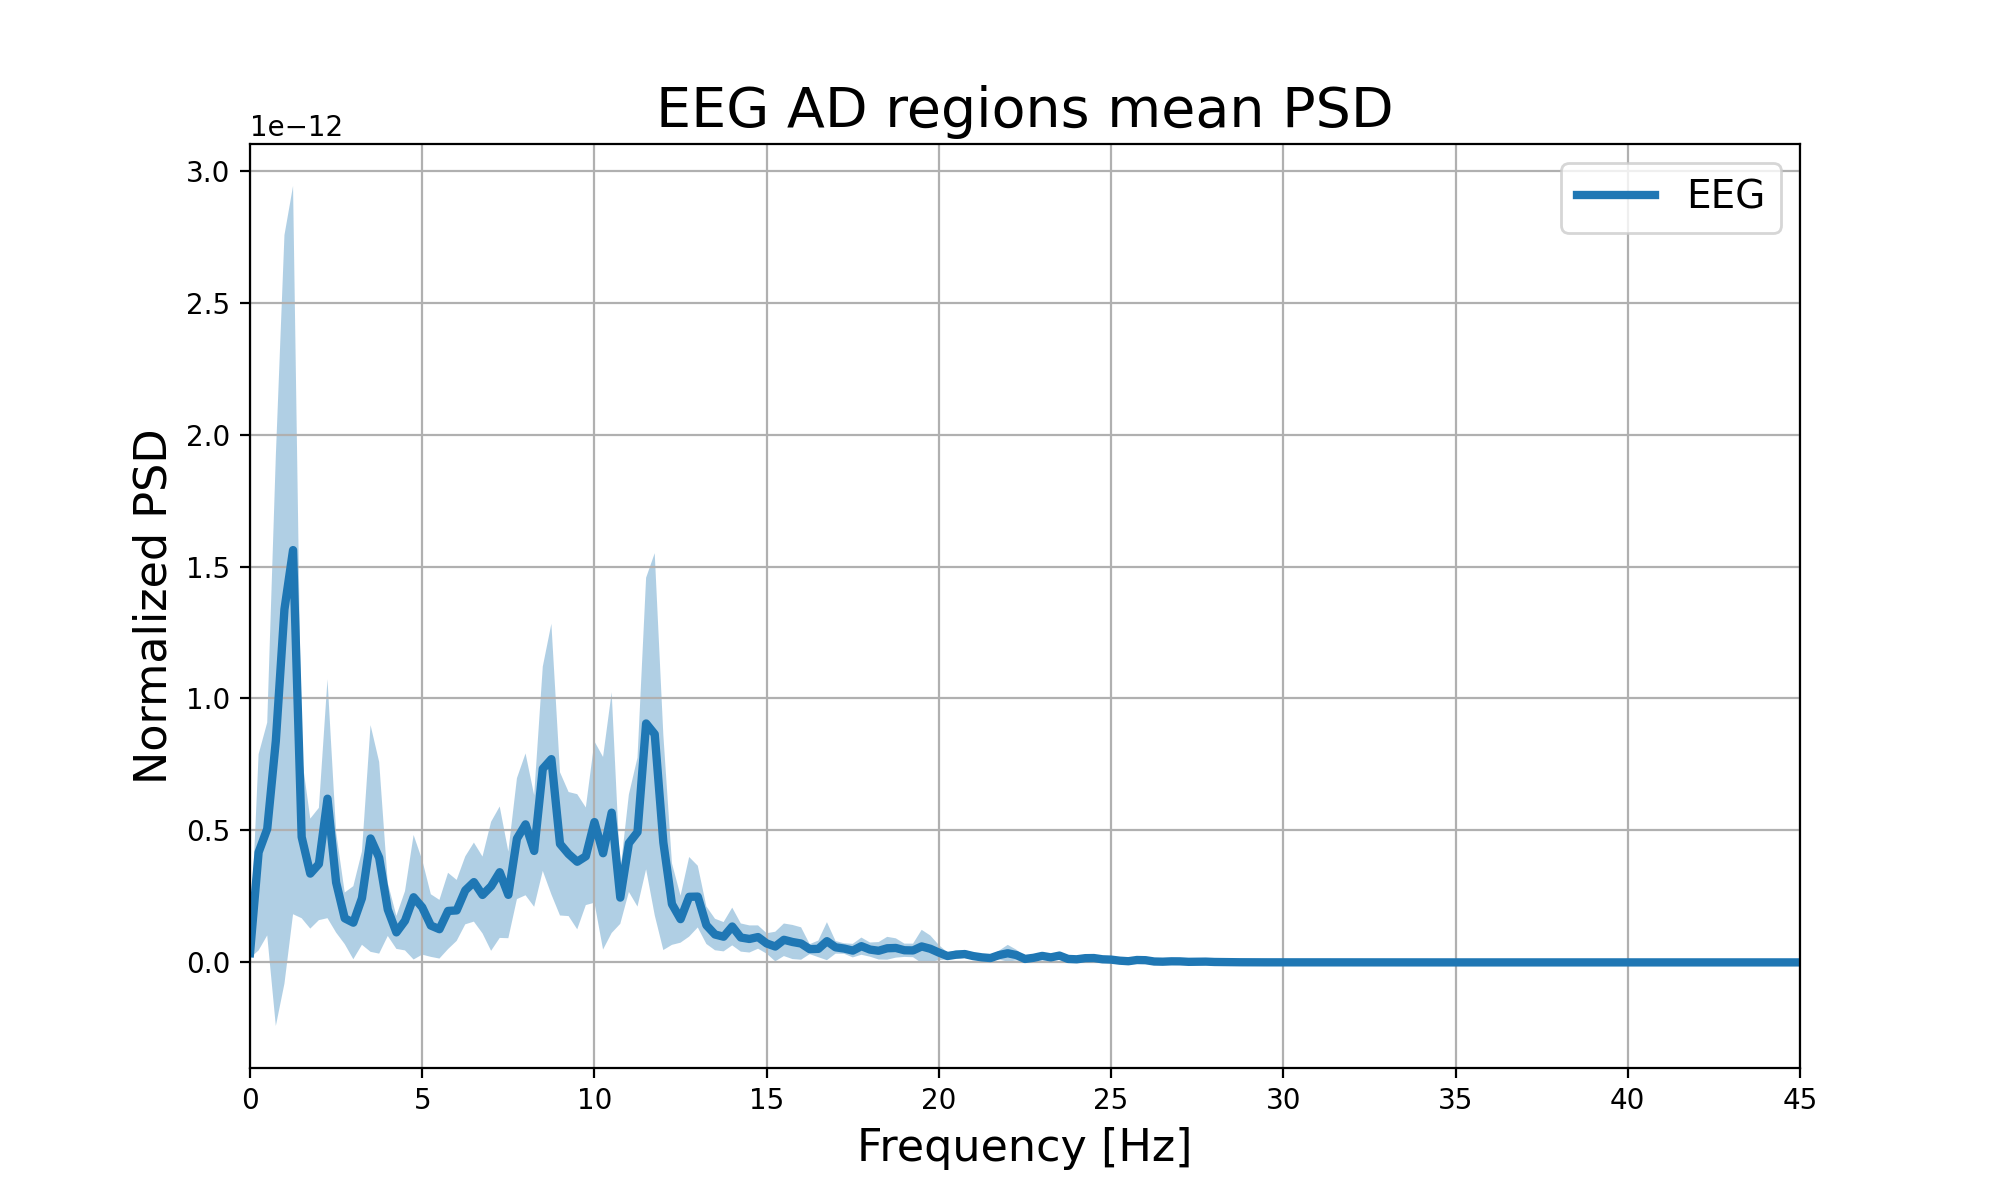 EEG AD regions mean PSD
1e−12
EEG
3.0
2.5
2.0
1.5
1.0
0.5
0.0
Normalized PSD
0 5 10 15 20 25 30 35 40 45
Frequency [Hz]